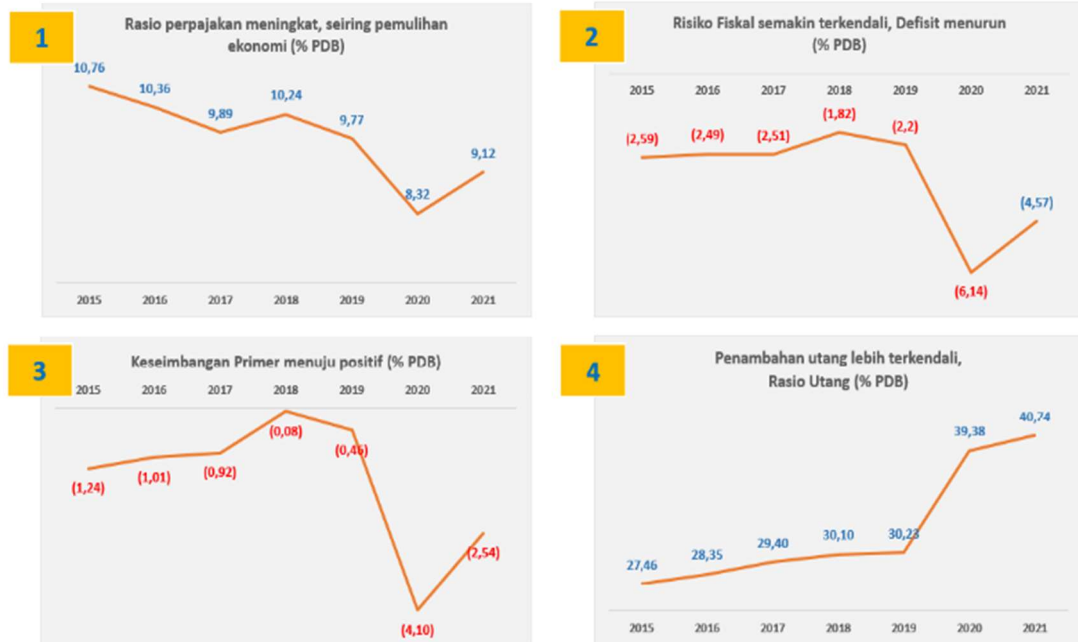 1
Rasio perpajakan meningkat, seiring pemulihan
ekonomi (% PDB)
10,76
10,36
9,89
10,24
9,77
8,32
9,12
2015 2016 2017 2018 2019 2020 2021
2
Risiko Fiskal semakin terkendali, Defisit menurun
(% PDB)
2015 2016 2017 2018 2019 2020 2021
(2,59)
(2,49)
(2,51)
(1,82)
(2,2)
(6,14)
(4,57)
3
Keseimbangan Primer menuju positif (% PDB)
2015 2016 2017 2018 2019 2020 2021
(1,24)
(1,01)
(0,92)
(0,08)
(0,46)
(4,10)
(2,54)
4
Penambahan utang lebih terkendali,
Rasio Utang (% PDB)
27,46
28,35
29,40
30,10
30,23
39,38
40,74
2015 2016 2017 2018 2019 2020 2021